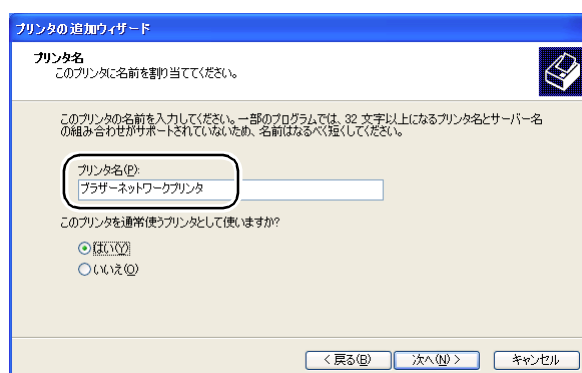 プリンタの追加ウィザード
プリンタ名
このプリンタに名前を割り当ててください。
このプリンタの名前を入力してください。一部のプログラムでは、32 文字以上になるプリンタ名とサーバー名
の組み合わせがサポートされていないため、名前はなるべく短くしてください。
プリンタ名(P):
ブラザーネットワークプリンタ
このプリンタを通常使うプリンタとして使いますか?
はい(Y)
いいえ(O)
< 戻る(B)
次へ(N) >
キャンセル